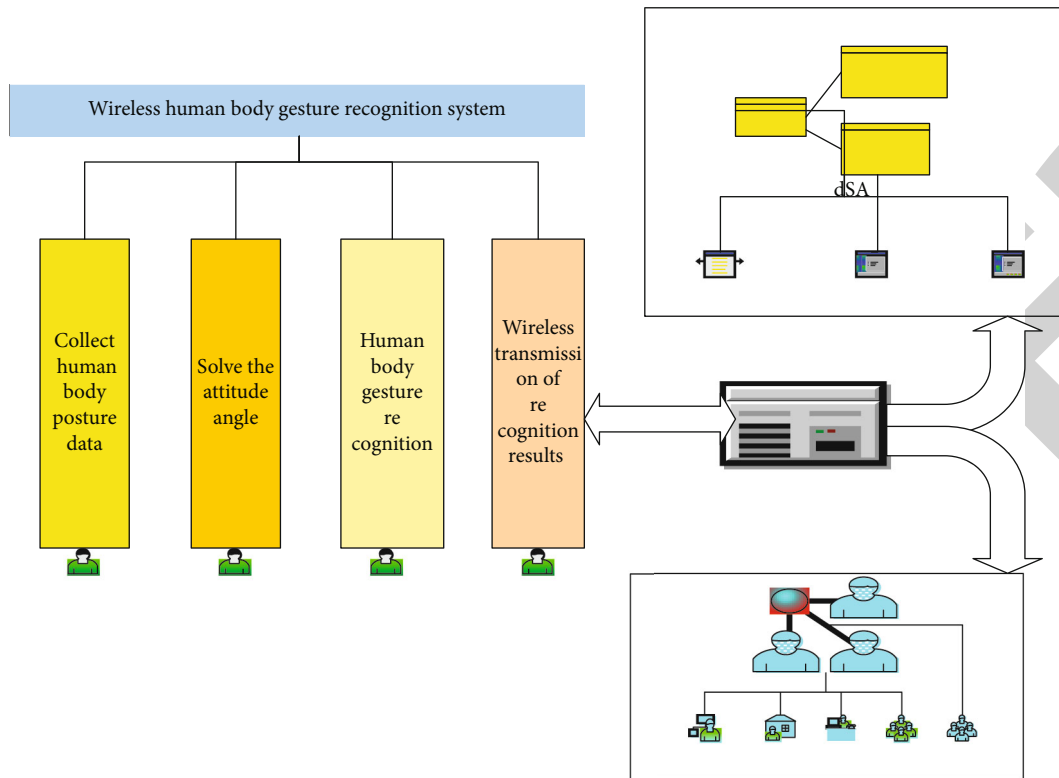 Wireless human body gesture recognition system
dSA
Collect
human
body
posture
data
Solve the
attitude
angle
Human
body
gesture
re
cognition
Wireless
transmissi
on of
re
cognition
results